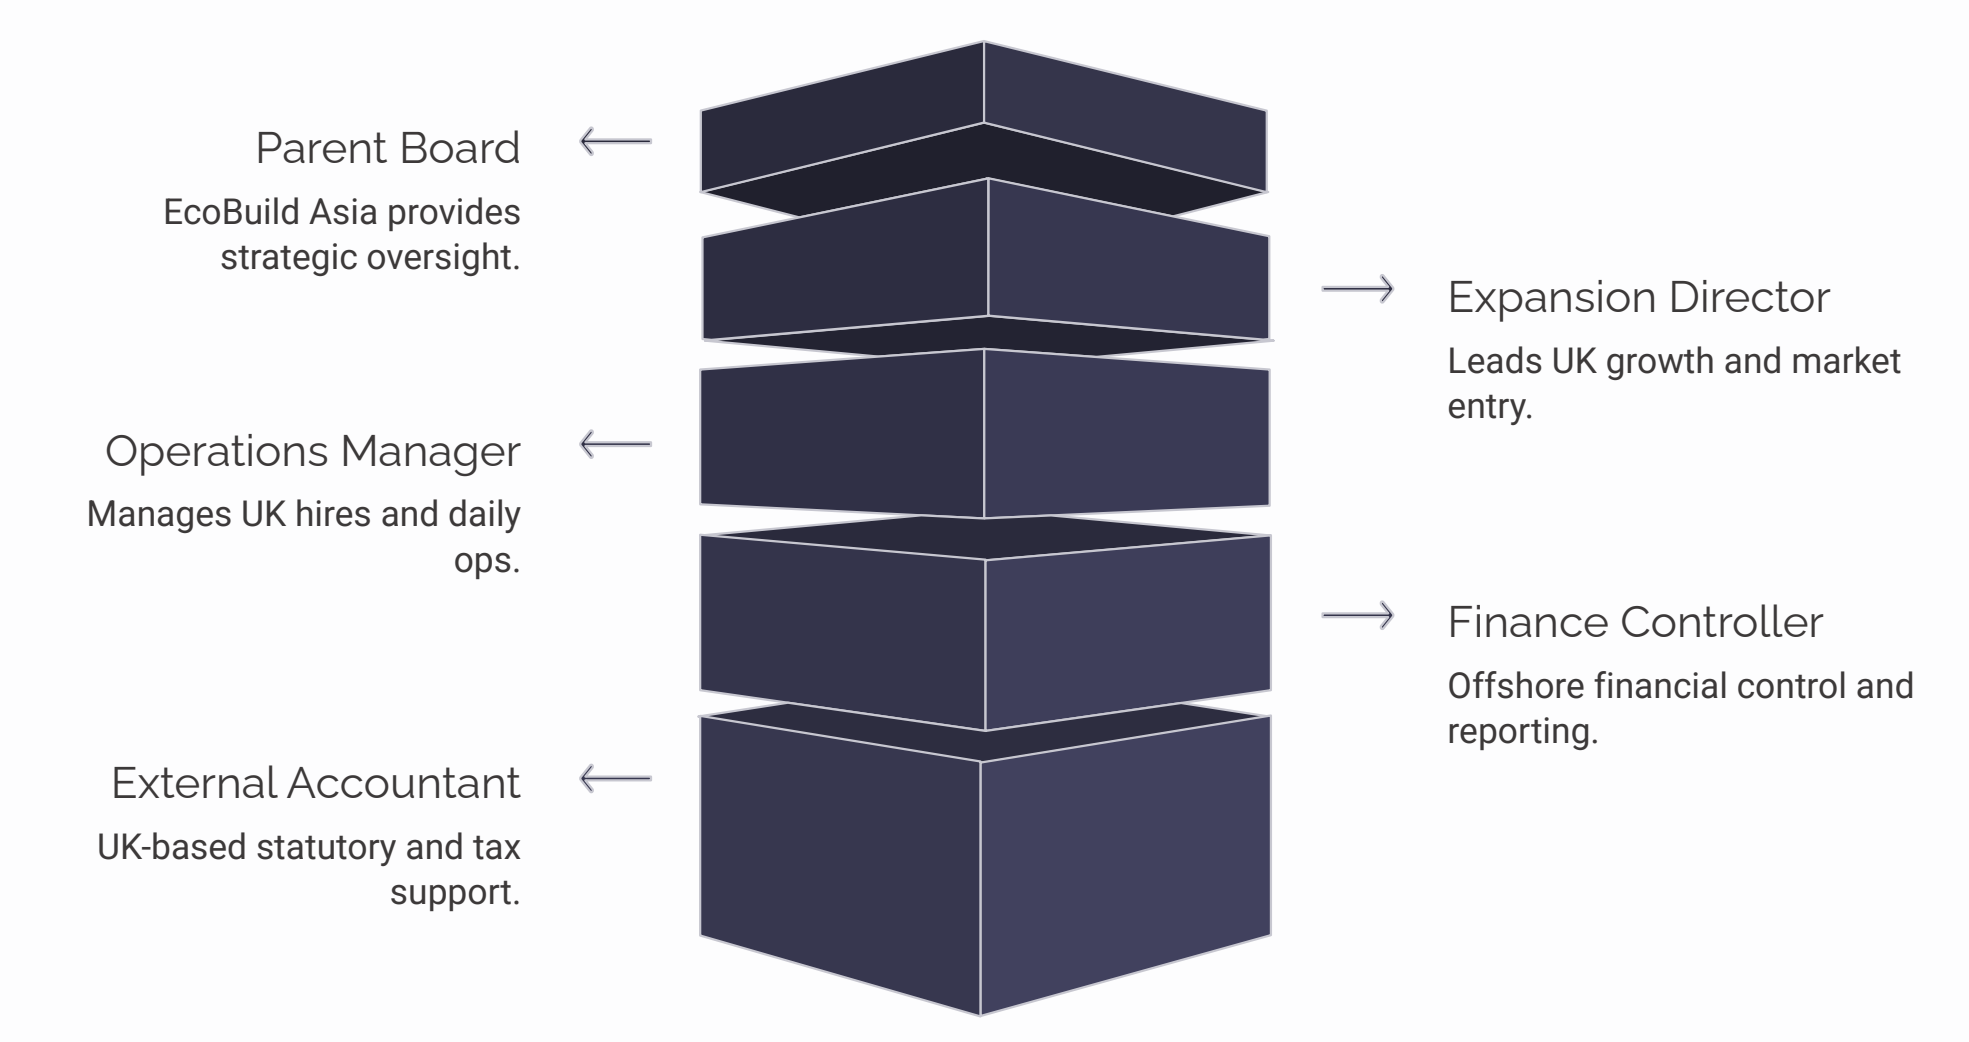 Parent Board
EcoBuild Asia provides
strategic oversight.
Expansion Director
Leads UK growth and market
entry.
Operations Manager
Manages UK hires and daily
ops.
Finance Controller
Offshore financial control and
reporting.
External Accountant
UK-based statutory and tax
support.